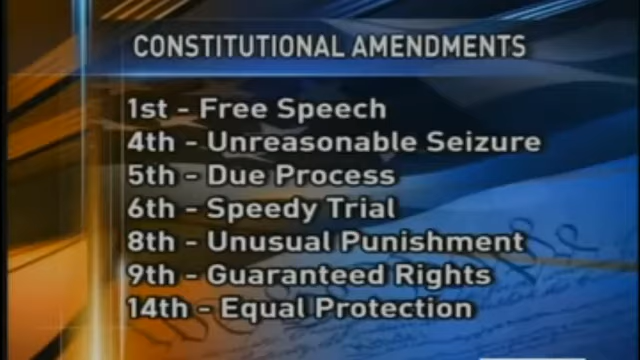 CONSTITUTIONAL AMENDMENTS
1st - Free Speech
4th - Unreasonable Seizure
5th - Due Process
6th - Speedy Trial
8th - Unusual Punishment
9th - Guaranteed Rights
14th - Equal Protection